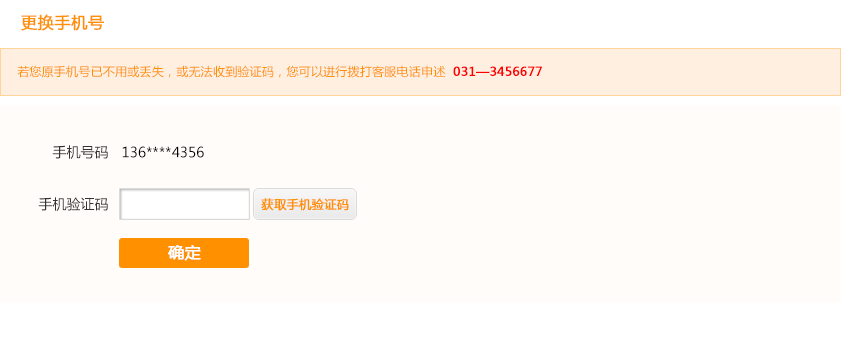 更换手机号
若您原手机号已不用或丢失，或无法收到验证码，您可以进行拨打客服电话申述 031—3456677
手机号码 136****4356
手机验证码 获取手机验证码
确定